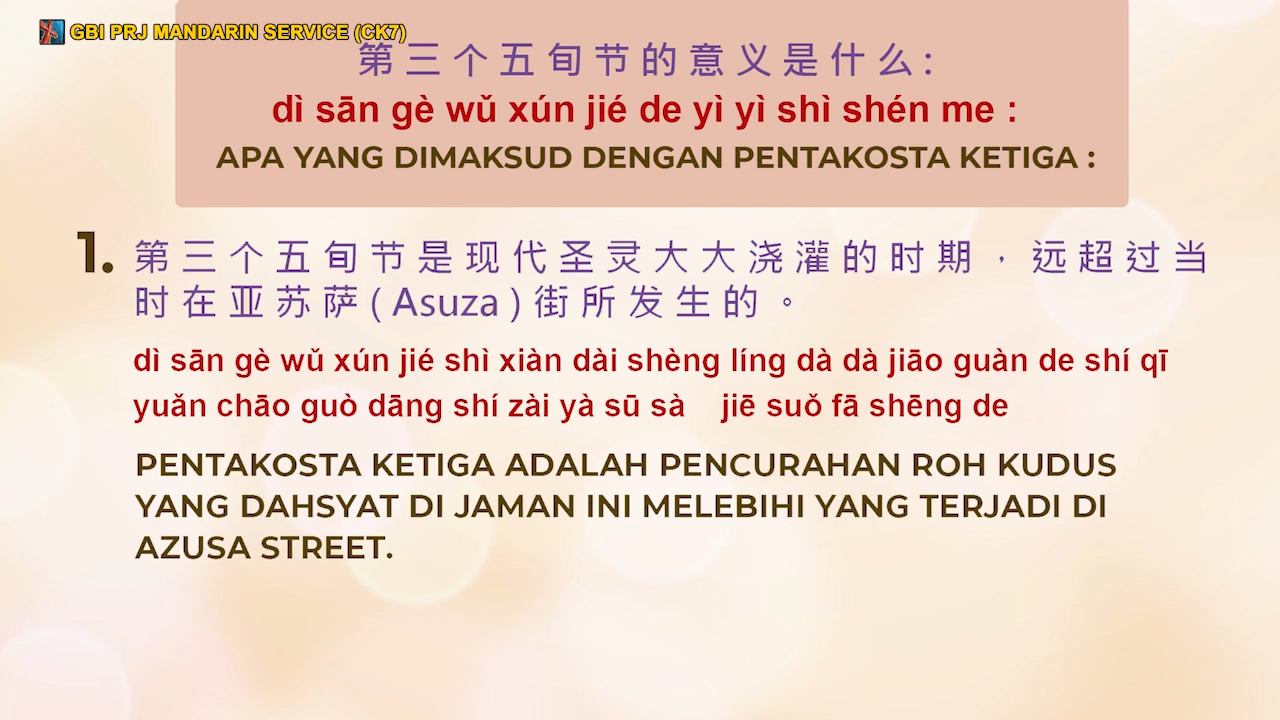 GBI PRJ MANDARIN SERVICE (CK7)
第三个五旬节的意义是什么:
dì sān gè wǔ xún jié de yì yì shì shén me :
APA YANG DIMAKSUD DENGAN PENTAKOSTA KETIGA :
1. 第三个五旬节是现代圣灵大大浇灌的时期，远超过当
时在亚苏萨(Asuza)街所发生的。
dì sān gè wǔ xún jié shì xiàn dài shèng líng dà dà jiāo guàn de shí qī
yuǎn chāo guò dāng shí zài yà sū sà jiē suǒ fā shēng de
PENTAKOSTA KETIGA ADALAH PENCURAHAN ROH KUDUS
YANG DAHSYAT DI JAMAN INI MELEBIHI YANG TERJADI DI
AZUSA STREET.